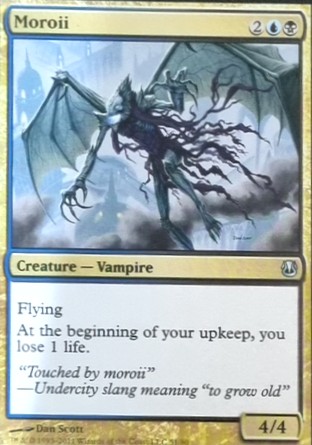 Moroii 2
Creature — Vampire
Flying
At the beginning of your upkeep, you
lose 1 life.
"Touched by moroii"
—Undercity slang meaning "to grow old"
Dan Scott
4/4